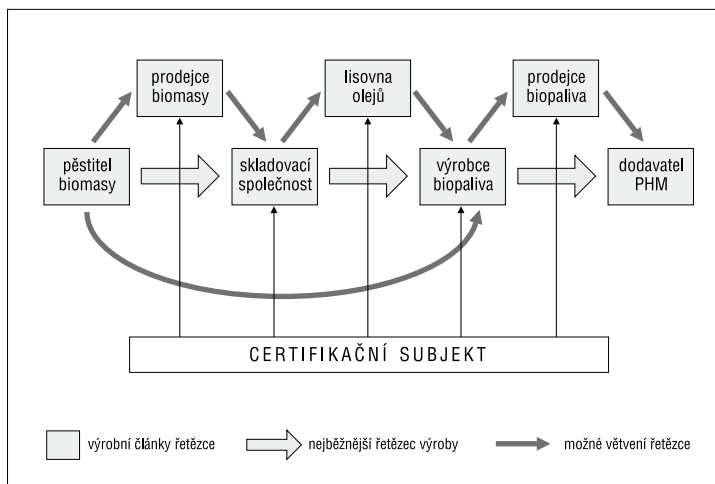 prodejce
biomasy
lisovna
olejů
prodejce
biopaliva
pěstitel
biomasy
skladovací
společnost
výrobce
biopaliva
dodavatel
PHM
CERTIFIKAČNÍ SUBJEKT
výrobní články řetězce
nejběžnější řetězec výroby
možné větvení řetězce